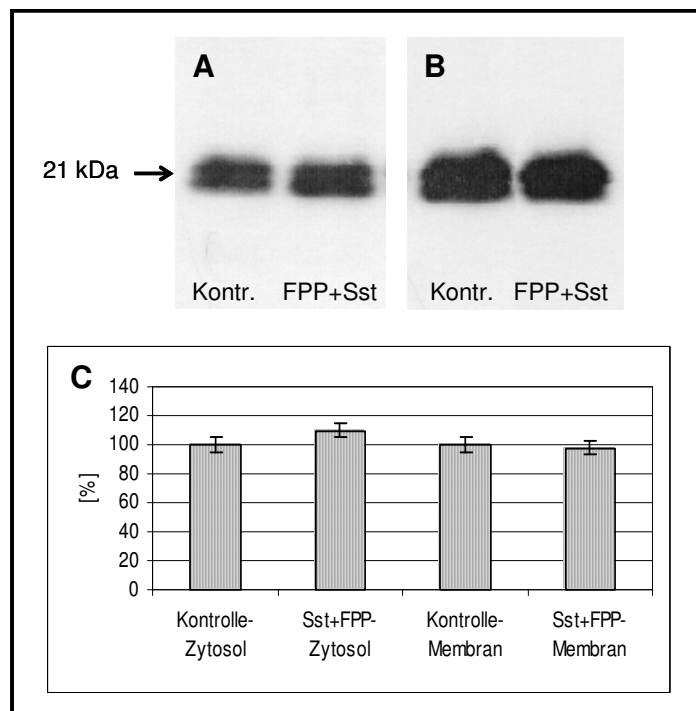 A
B
21 kDa
Kontr. FPP+Sst
Kontr. FPP+Sst
C
[%]
140
120
100
80
60
40
20
0
Kontrolle-
Zytosol
Sst+FPP-
Zytosol
Kontrolle-
Membran
Sst+FPP-
Membran